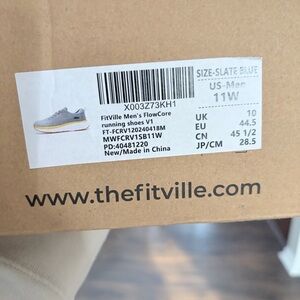 X003Z73KH1
FitVille Men's FlowCore
running shoes V1
FT-FCRV120240418M
MWFCRV1SB11W
PD:40481220
New/Made in China
SIZE-SLATE BLUE
US-Men
11W
UK 10
EU 44.5
CN 45 1/2
JP/CM 28.5
www.thefitville.com